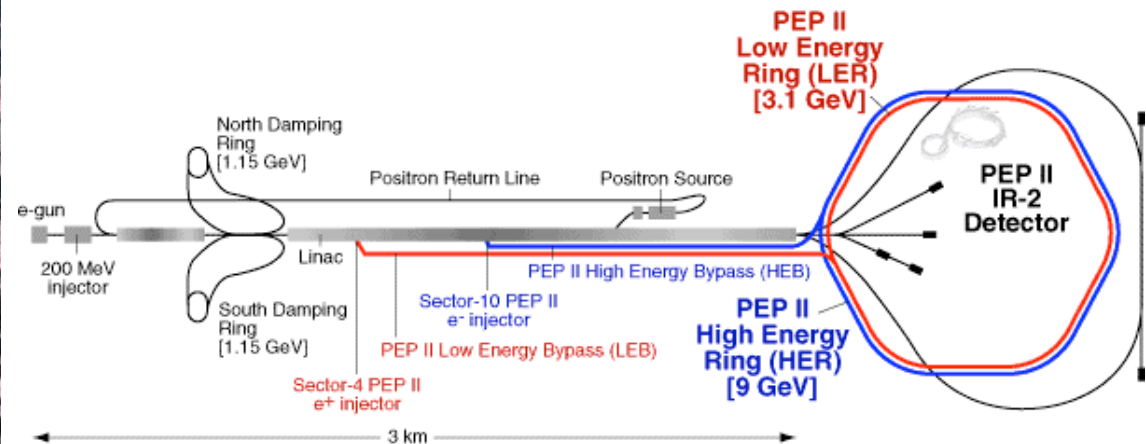 PEP II
Low Energy
Ring (LER)
[3.1 GeV]
North Damping
Ring
[1.15 GeV]
Positron Return Line
Positron Source
PEP II
IR-2
Detector
e-gun
200 MeV
injector
Linac
PEP II High Energy Bypass (HEB)
Sector-10 PEP II
e- injector
South Damping
Ring
[1.15 GeV]
PEP II Low Energy Bypass (LEB)
PEP II
High Energy
Ring (HER)
[9 GeV]
Sector-4 PEP II
e+ injector
3 km